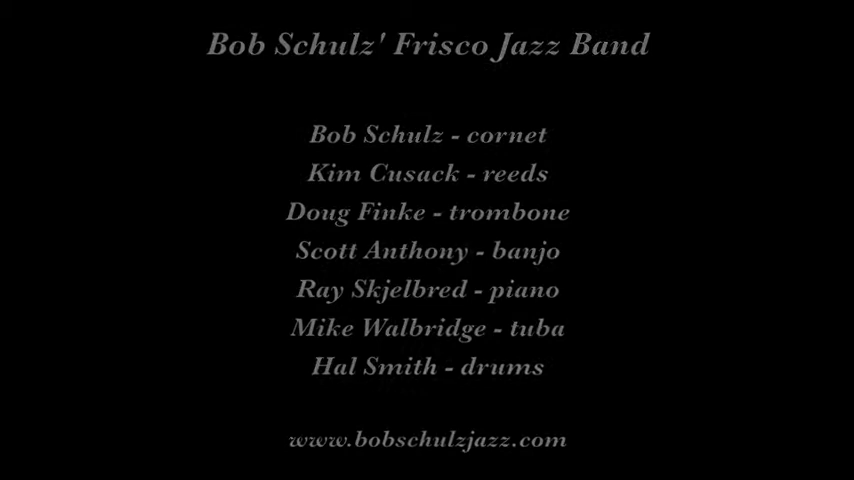 Bob Schulz' Frisco Jazz Band
Bob Schulz - cornet
Kim Cusack - reeds
Doug Finke - trombone
Scott Anthony - banjo
Ray Skjelbred - piano
Mike Walbridge - tuba
Hal Smith - drums
www.bobschulzjazz.com